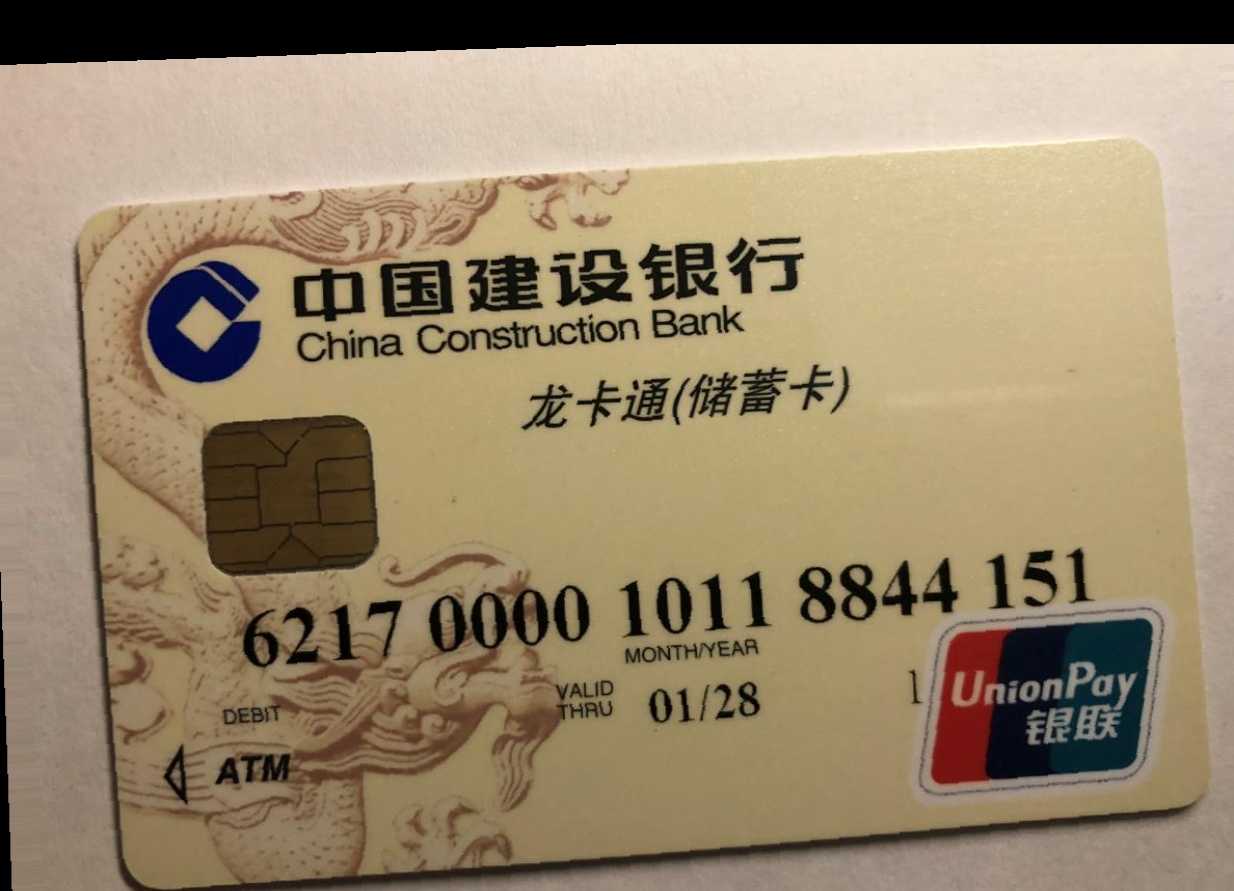 中国建设银行
China Construction Bank
龙卡通(储蓄卡)
6217 0000 1011 8844 151
MONTH/YEAR
DEBIT
VALID THRU
01/28
1
UnionPay
银联
ATM